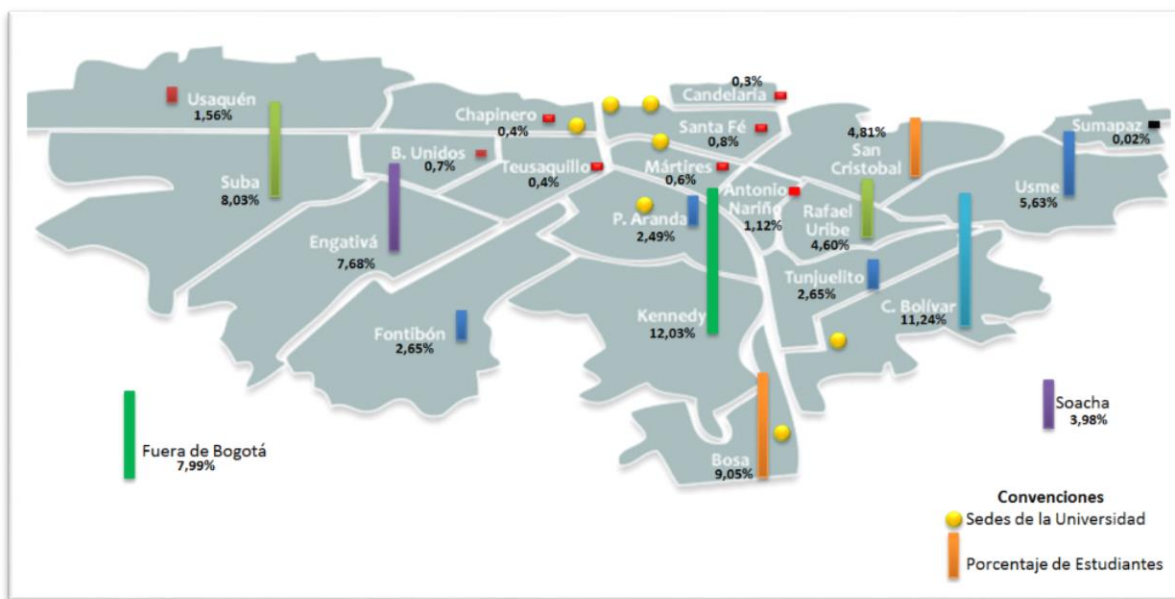 Usaquén
1,56%
Suba
8,03%
Chapinero
0,4%
B. Unidos
0,7%
Teusaquillo
0,4%
Engativá
7,68%
Fontibón
2,65%
0,3%
Candelaria
Santa Fé
0,8%
Mártires
0,6%
P. Aranda
2,49%
Antonio
Nariño
1,12%
Kennedy
12,03%
Bosa
9,05%
4,81%
San
Cristobal
Rafael
Uribe
4,60%
Tunjuelito
2,65%
C. Bolívar
11,24%
Sumapaz
0,02%
Usme
5,63%
Fuera de Bogotá
7,99%
Soacha
3,98%
Convenciones
Sedes de la Universidad
Porcentaje de Estudiantes